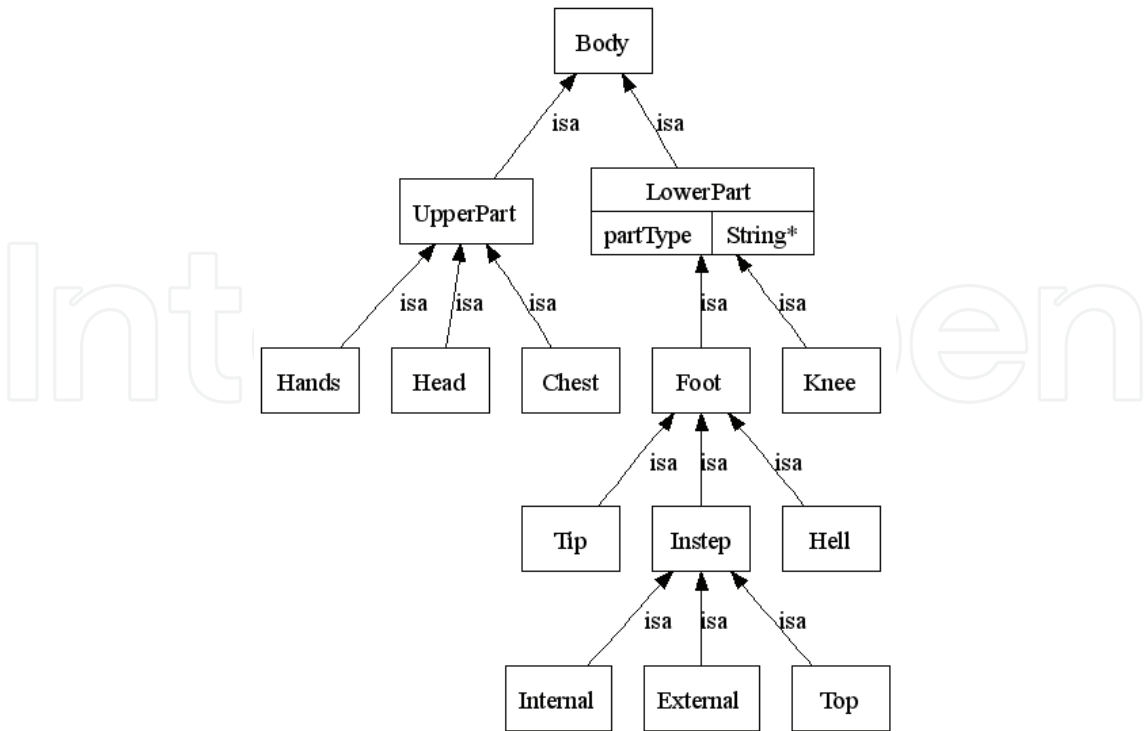 Body
isa isa
UpperPart LowerPart
partType String*
isa isa isa isa isa
Hands Head Chest Foot Knee
isa isa isa
Tip Instep Hell
isa isa isa
Internal External Top